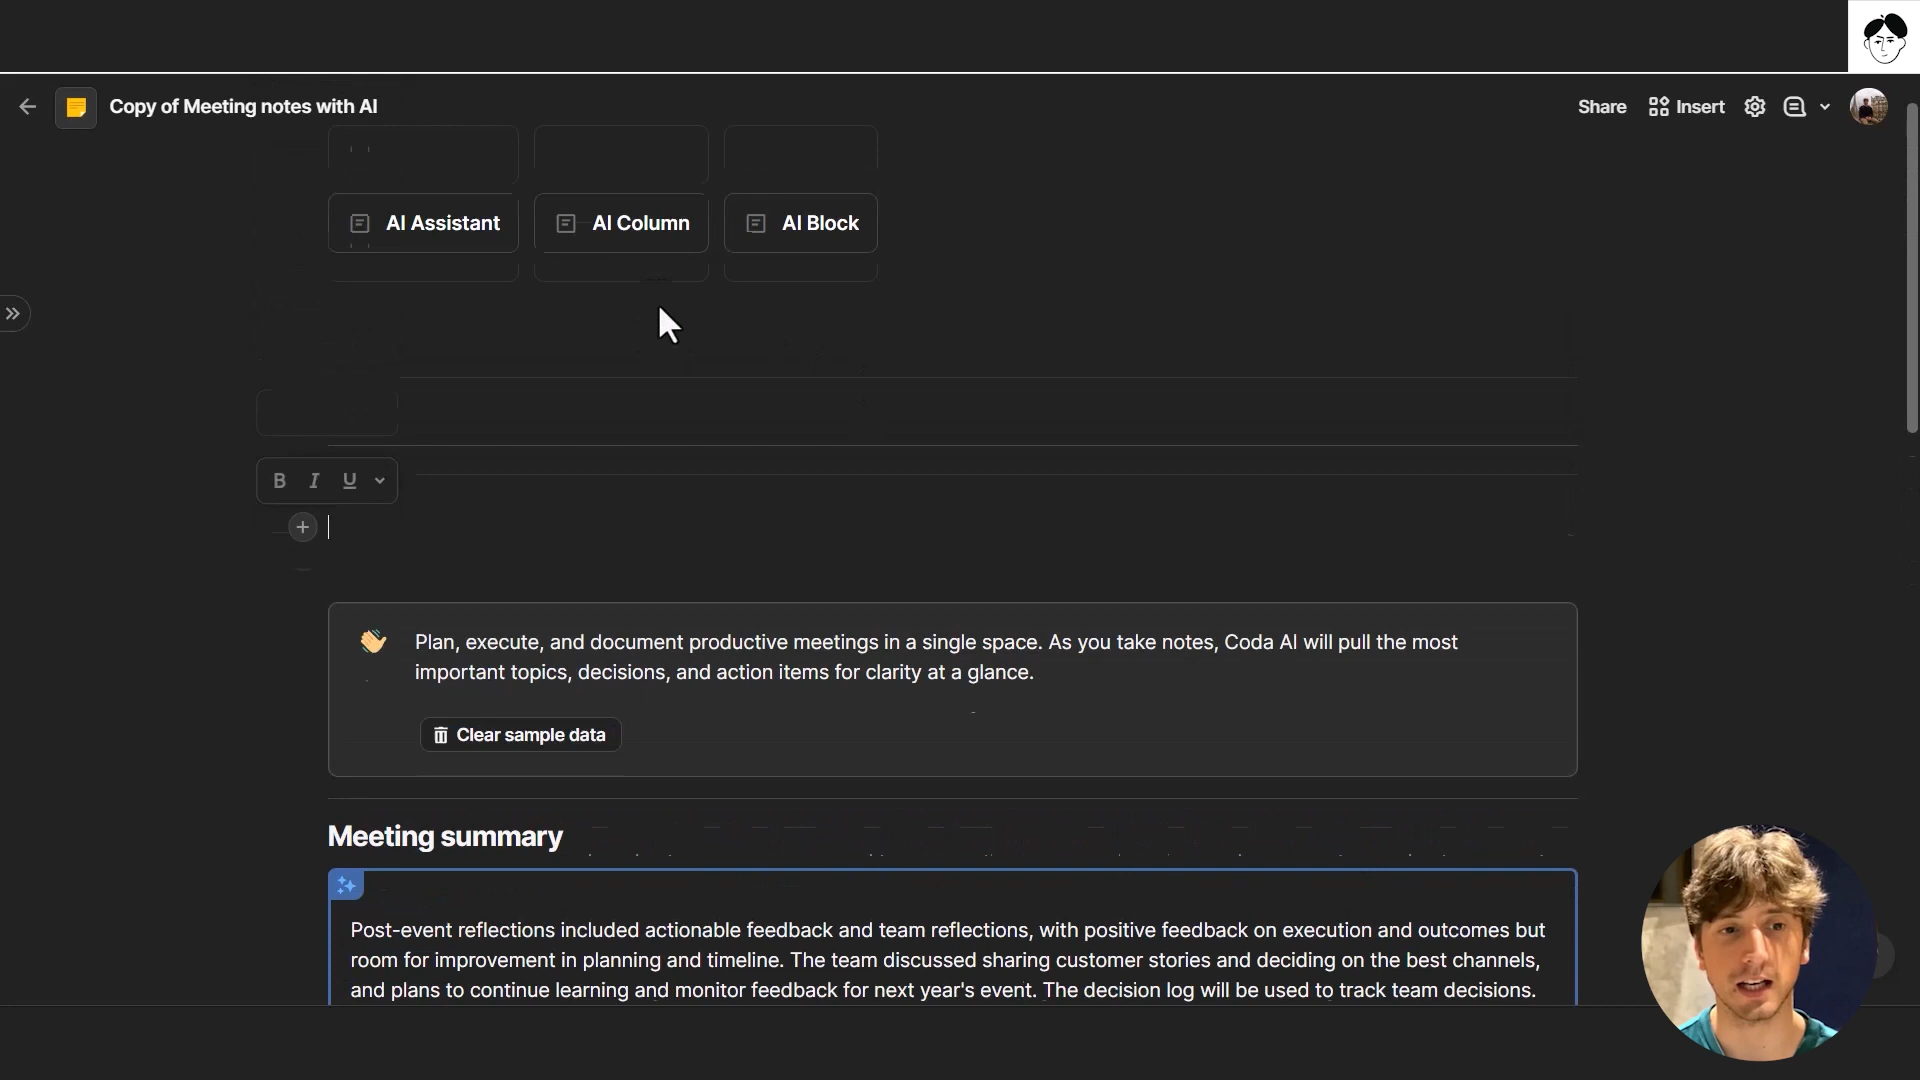 Copy of Meeting notes with AI
Share
Insert
AI Assistant
AI Column
AI Block
B I U
Plan, execute, and document productive meetings in a single space. As you take notes, Coda AI will pull the most
important topics, decisions, and action items for clarity at a glance.
Clear sample data
Meeting summary
Post-event reflections included actionable feedback and team reflections, with positive feedback on execution and outcomes but
room for improvement in planning and timeline. The team discussed sharing customer stories and deciding on the best channels,
and plans to continue learning and monitor feedback for next year's event. The decision log will be used to track team decisions.